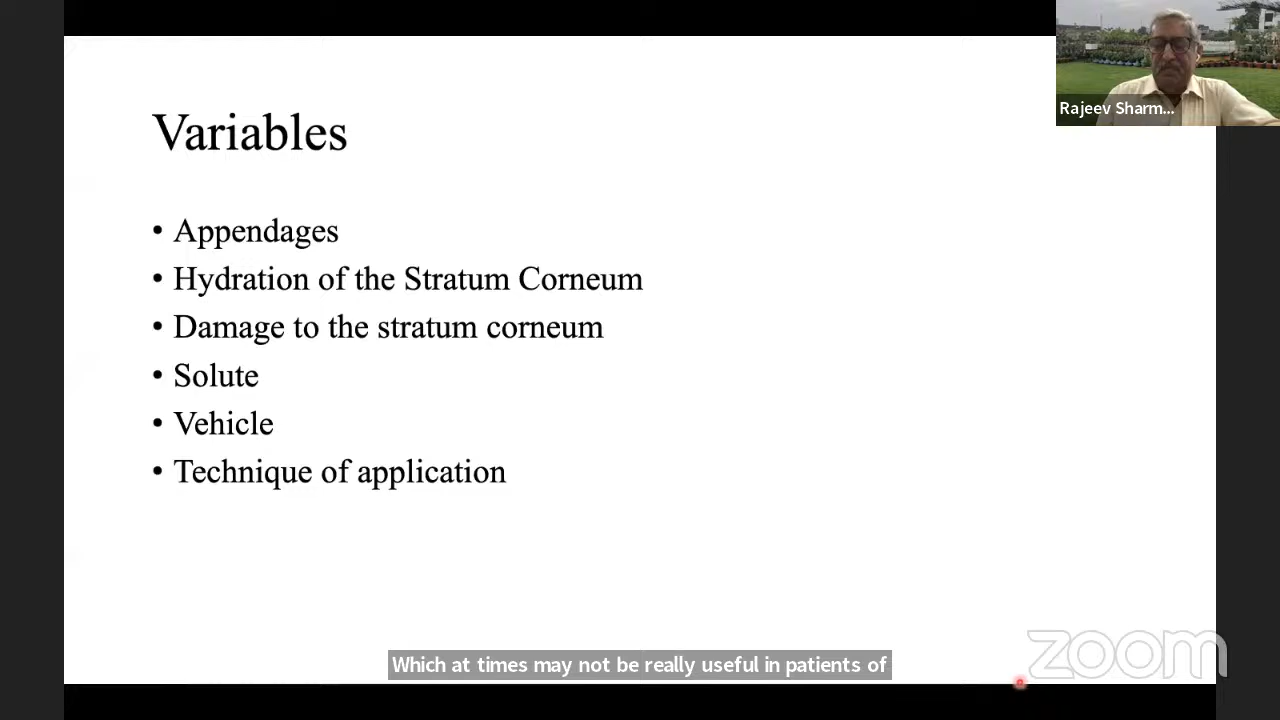 Rajeev Sharm...
Variables
• Appendages
• Hydration of the Stratum Corneum
• Damage to the stratum corneum
• Solute
• Vehicle
• Technique of application
zoom
Which at times may not be really useful in patients of